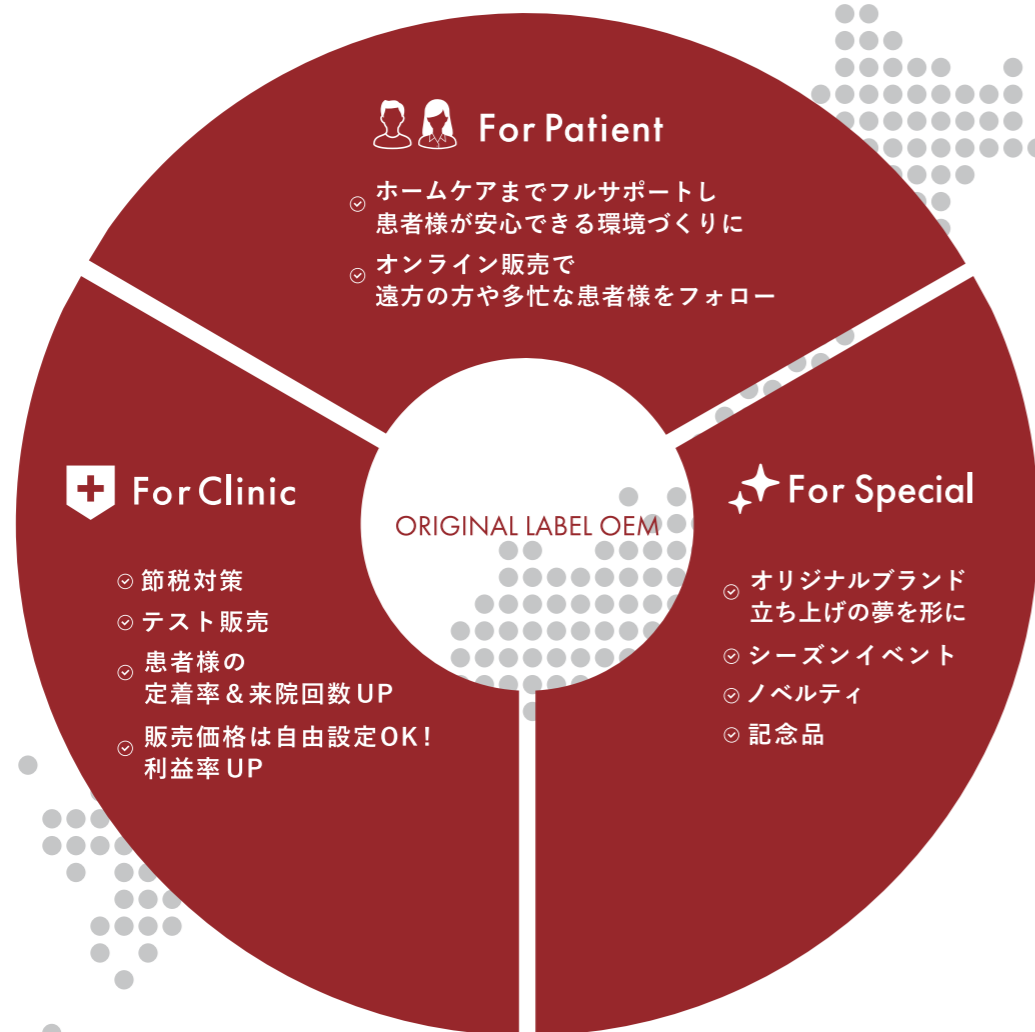 For Patient
ホームケアまでフルサポートし
患者様が安心できる環境づくりに
オンライン販売で
遠方の方や多忙な患者様をフォロー
For Clinic
節税対策
テスト販売
患者様の
定着率&来院回数UP
販売価格は自由設定OK!
利益率UP
ORIGINAL LABEL OEM
For Special
オリジナルブランド
立ち上げの夢を形に
シーズンイベント
ノベルティ
記念品